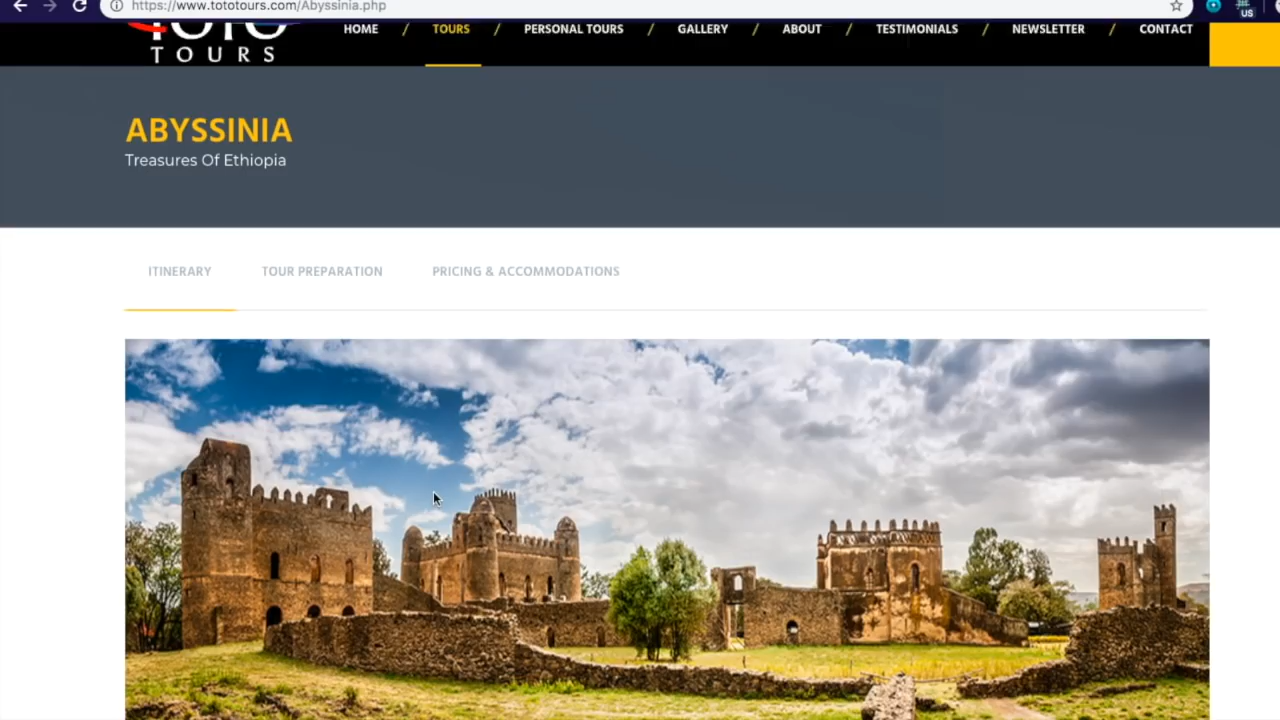 https://www.tototours.com/Abyssinia.php
US
TOTO
TOURS
HOME / TOURS / PERSONAL TOURS / GALLERY / ABOUT / TESTIMONIALS / NEWSLETTER / CONTACT
ABYSSINIA
Treasures Of Ethiopia
ITINERARY TOUR PREPARATION PRICING & ACCOMMODATIONS